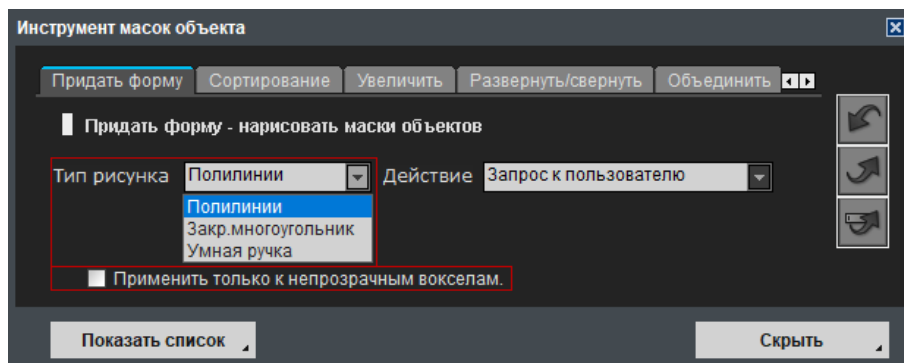 Инструмент масок объекта
Придать форму Сортирование Увеличить Развернуть/свернуть Объединить
Придать форму - нарисовать маски объектов
Тип рисунка Полилинии Действие Запрос к пользователю
Полилинии
Закр.многоугольник
Умная ручка
Применить только к непрозрачным вокселам.
Показать список Скрыть